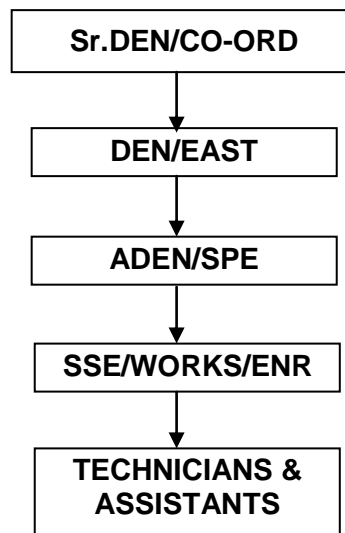 Sr.DEN/CO-ORD
DEN/EAST
ADEN/SPE
SSE/WORKS/ENR
TECHNICIANS &
ASSISTANTS